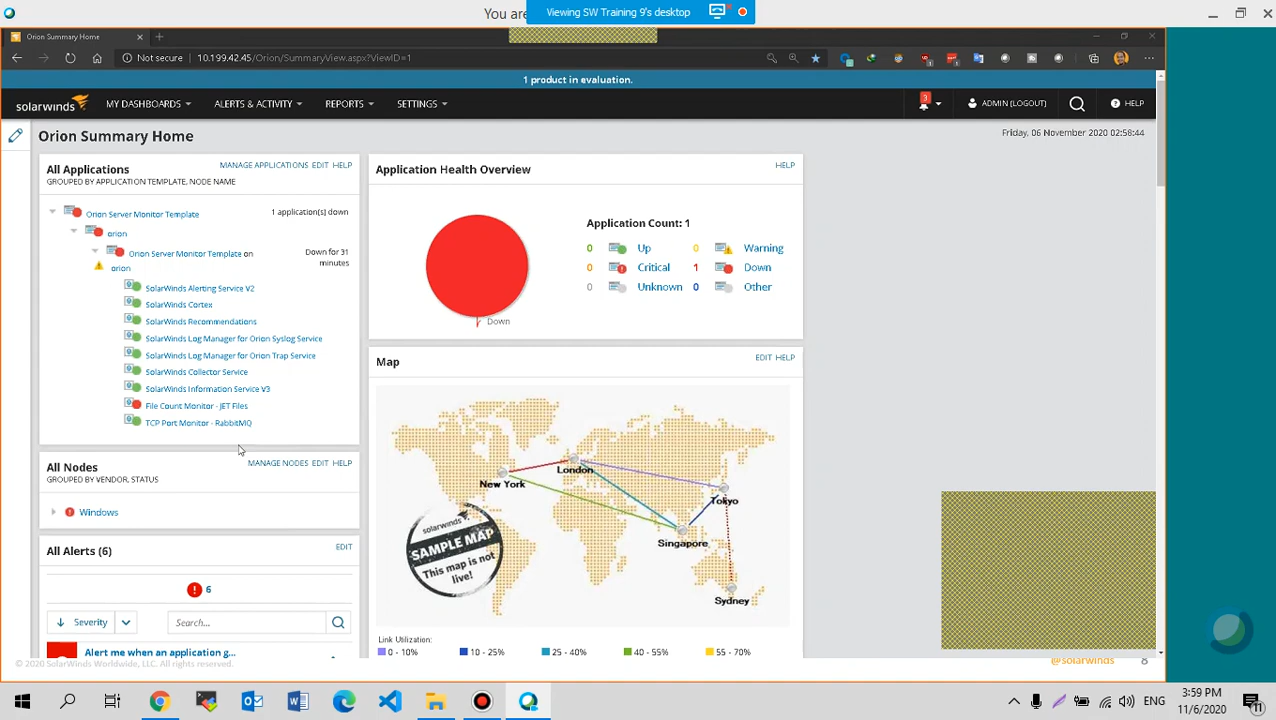 You are
Viewing SW Training 9's desktop
Orion Summary Home
Not secure
10.199.42.45/Orion/SummaryView.aspx?ViewID=1
1 product in evaluation.
solarwinds
MY DASHBOARDS
ALERTS & ACTIVITY
REPORTS
SETTINGS
3
ADMIN (LOGOUT)
HELP
Orion Summary Home
Friday, 06 November 2020 02:58:44
All Applications
MANAGE APPLICATIONS EDIT HELP
GROUPED BY APPLICATION TEMPLATE, NODE NAME
Orion Server Monitor Template
1 application(s) down
orion
Orion Server Monitor Template on
orion
Down for 31
minutes
SolarWinds Alerting Service V2
SolarWinds Cortex
SolarWinds Recommendations
SolarWinds Log Manager for Orion Syslog Service
SolarWinds Log Manager for Orion Trap Service
SolarWinds Collector Service
SolarWinds Information Service V3
File Count Monitor - JET Files
TCP Port Monitor - RabbitMQ
All Nodes
MANAGE NODES EDIT HELP
GROUPED BY VENDOR, STATUS
Windows
All Alerts (6)
EDIT
6
Severity
Search...
Alert me when an application g...
Application Health Overview
HELP
Application Count: 1
0 Up
0 Warning
0 Critical
1 Down
0 Unknown
0 Other
Down
Map
EDIT HELP
New York
London
Tokyo
Singapore
Sydney
solarwinds
SAMPLE MAP
This map is not
live!
Link Utilization:
0 - 10%
10 - 25%
25 - 40%
40 - 55%
55 - 70%
© 2020 SolarWinds Worldwide, LLC. All rights reserved.
@solarwinds
8
ENG
3:59 PM
11/6/2020